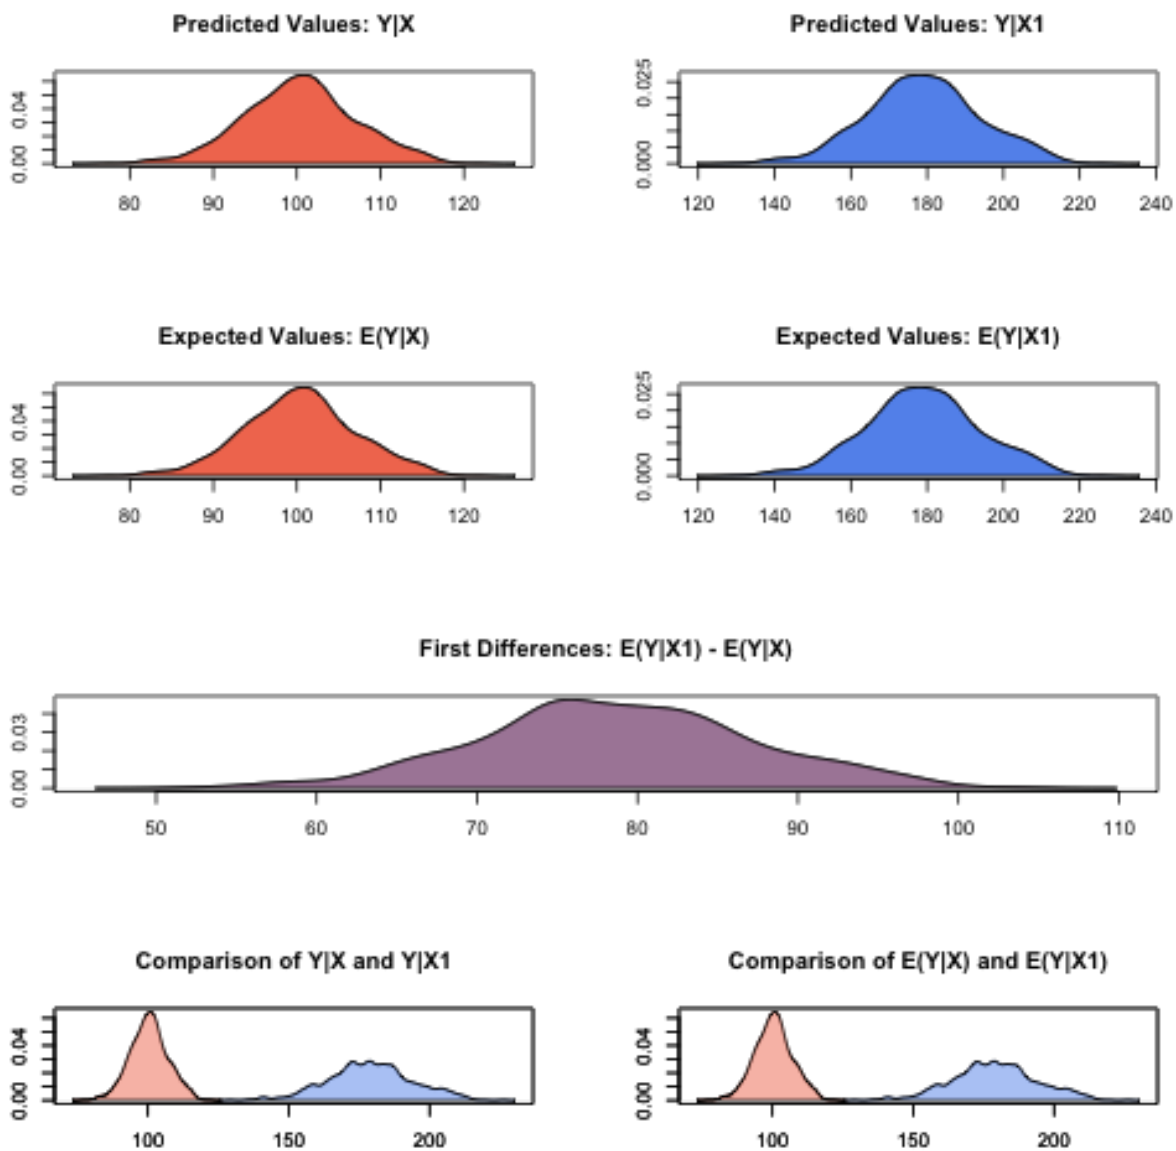 Predicted Values: Y|X
0.04
0.00
80 90 100 110 120
Predicted Values: Y|X1
0.025
0.000
120 140 160 180 200 220 240
Expected Values: E(Y|X)
0.04
0.00
80 90 100 110 120
Expected Values: E(Y|X1)
0.025
0.000
120 140 160 180 200 220 240
First Differences: E(Y|X1) - E(Y|X)
0.03
0.00
50 60 70 80 90 100 110
Comparison of Y|X and Y|X1
0.04
0.00
100 150 200
Comparison of E(Y|X) and E(Y|X1)
0.04
0.00
100 150 200